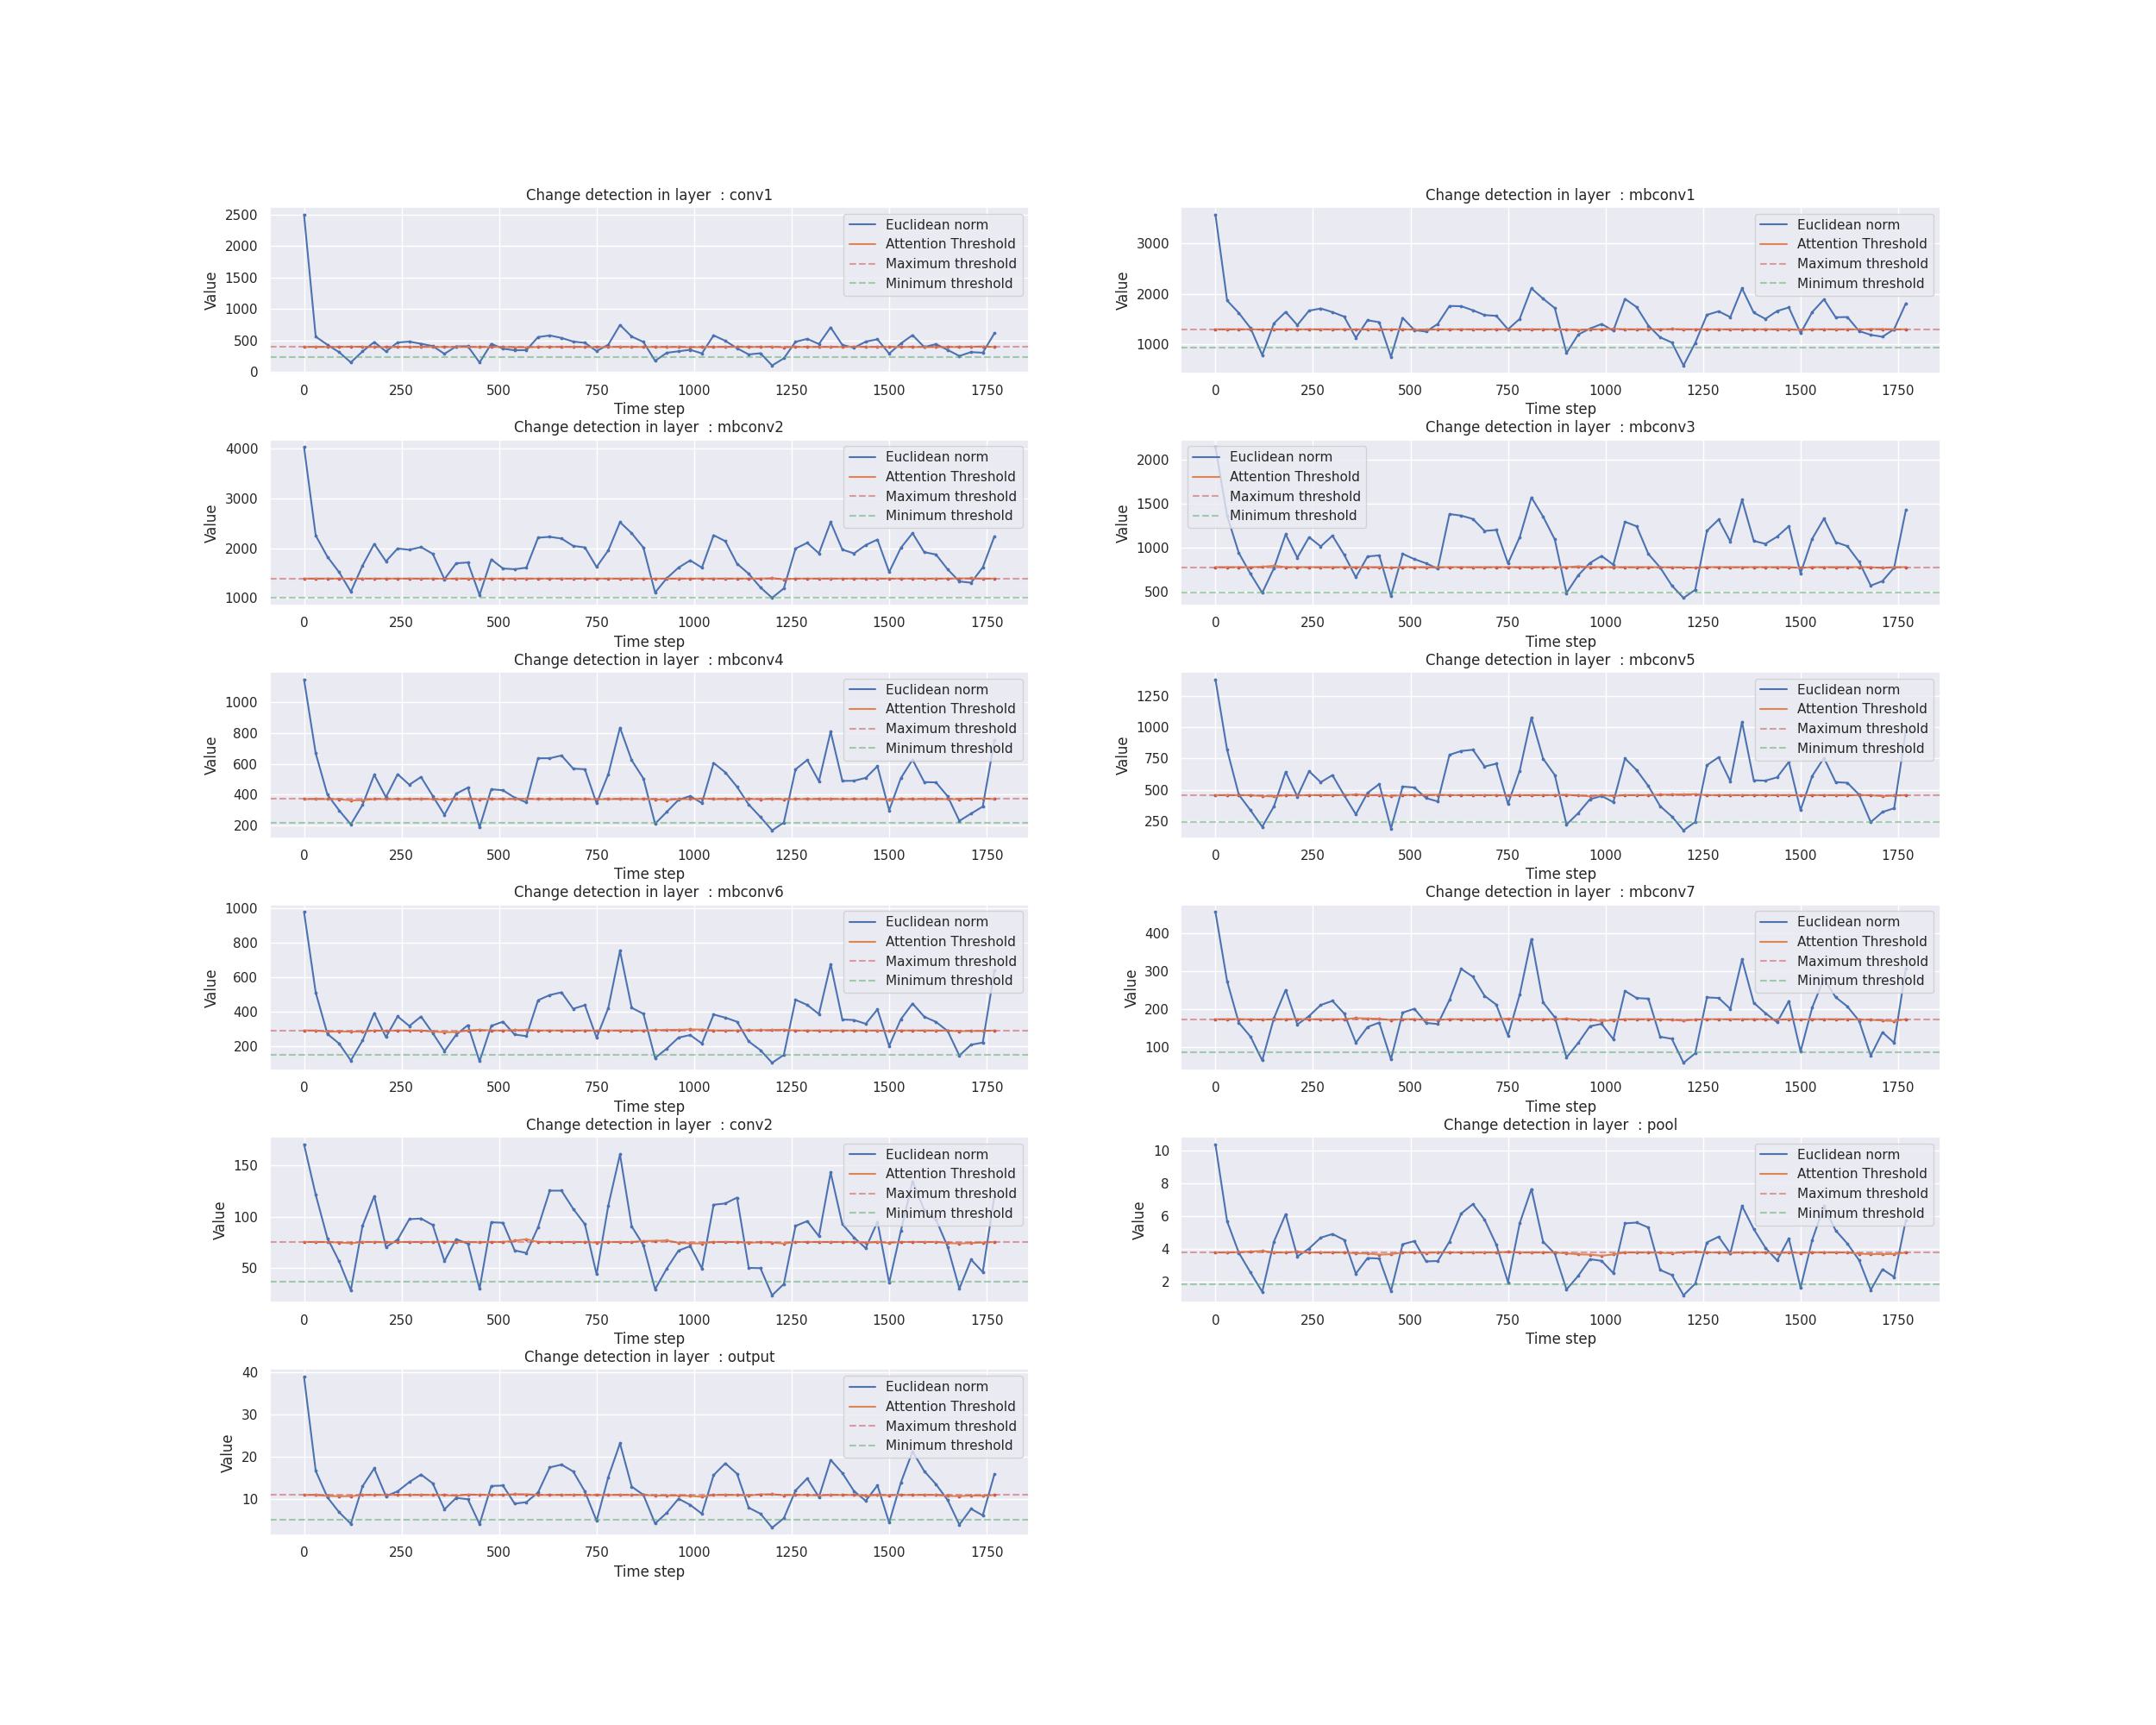 Change detection in layer  : conv1
Value
2500
2000
1500
1000
500
0
Euclidean norm
Attention Threshold
Maximum threshold
Minimum threshold
0 250 500 750 1000 1250 1500 1750
Time step
Change detection in layer  : mbconv1
Value
3000
2000
1000
Euclidean norm
Attention Threshold
Maximum threshold
Minimum threshold
0 250 500 750 1000 1250 1500 1750
Time step
Change detection in layer  : mbconv2
Value
4000
3000
2000
1000
Euclidean norm
Attention Threshold
Maximum threshold
Minimum threshold
0 250 500 750 1000 1250 1500 1750
Time step
Change detection in layer  : mbconv3
Value
2000
1500
1000
500
Euclidean norm
Attention Threshold
Maximum threshold
Minimum threshold
0 250 500 750 1000 1250 1500 1750
Time step
Change detection in layer  : mbconv4
Value
1000
800
600
400
200
Euclidean norm
Attention Threshold
Maximum threshold
Minimum threshold
0 250 500 750 1000 1250 1500 1750
Time step
Change detection in layer  : mbconv5
Value
1250
1000
750
500
250
Euclidean norm
Attention Threshold
Maximum threshold
Minimum threshold
0 250 500 750 1000 1250 1500 1750
Time step
Change detection in layer  : mbconv6
Value
1000
800
600
400
200
Euclidean norm
Attention Threshold
Maximum threshold
Minimum threshold
0 250 500 750 1000 1250 1500 1750
Time step
Change detection in layer  : mbconv7
Value
400
300
200
100
Euclidean norm
Attention Threshold
Maximum threshold
Minimum threshold
0 250 500 750 1000 1250 1500 1750
Time step
Change detection in layer  : conv2
Value
150
100
50
Euclidean norm
Attention Threshold
Maximum threshold
Minimum threshold
0 250 500 750 1000 1250 1500 1750
Time step
Change detection in layer  : pool
Value
10
8
6
4
2
Euclidean norm
Attention Threshold
Maximum threshold
Minimum threshold
0 250 500 750 1000 1250 1500 1750
Time step
Change detection in layer  : output
Value
40
30
20
10
Euclidean norm
Attention Threshold
Maximum threshold
Minimum threshold
0 250 500 750 1000 1250 1500 1750
Time step